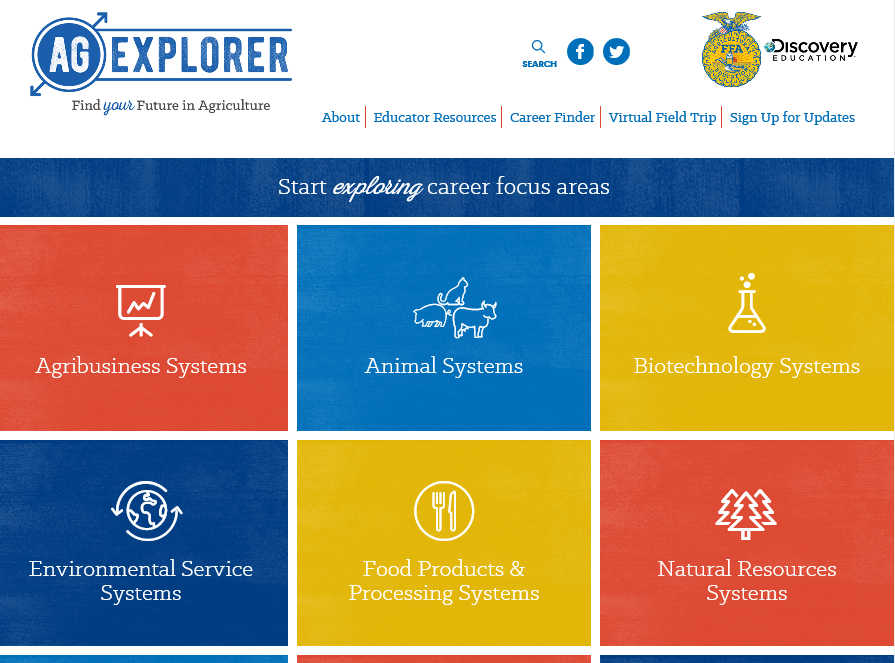 AG EXPLORER
Find your Future in Agriculture
SEARCH
FFA
Discovery
EDUCATION
About
Educator Resources
Career Finder
Virtual Field Trip
Sign Up for Updates
Start exploring career focus areas
Agribusiness Systems
Animal Systems
Biotechnology Systems
Environmental Service
Systems
Food Products &
Processing Systems
Natural Resources
Systems